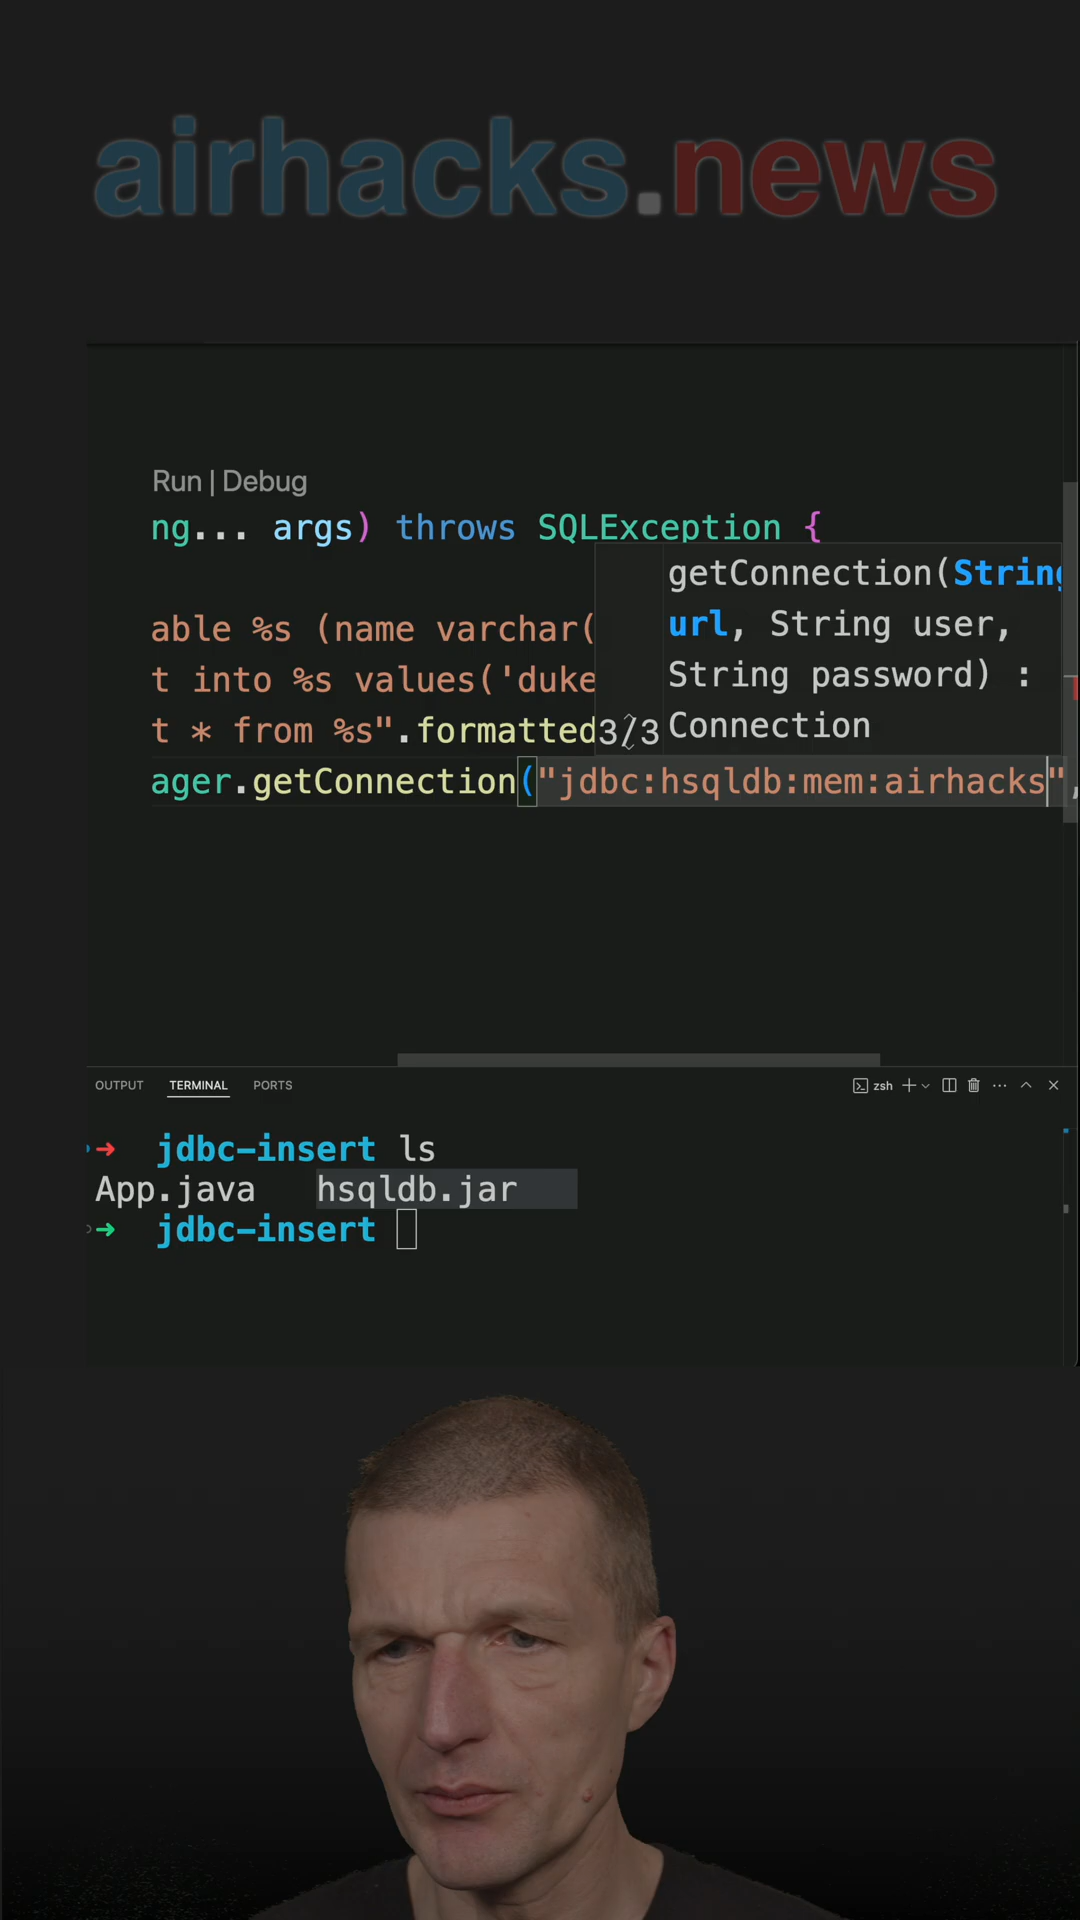 airhacks.news
Run | Debug
ng... args) throws SQLException {
getConnection(String
able %s (name varchar(
url, String user,
t into %s values('duke
String password) :
t * from %s".formatted
3/3
Connection
ager.getConnection("jdbc:hsqldb:mem:airhacks",
OUTPUT TERMINAL PORTS zsh
→ jdbc-insert ls
App.java hsqldb.jar
→ jdbc-insert